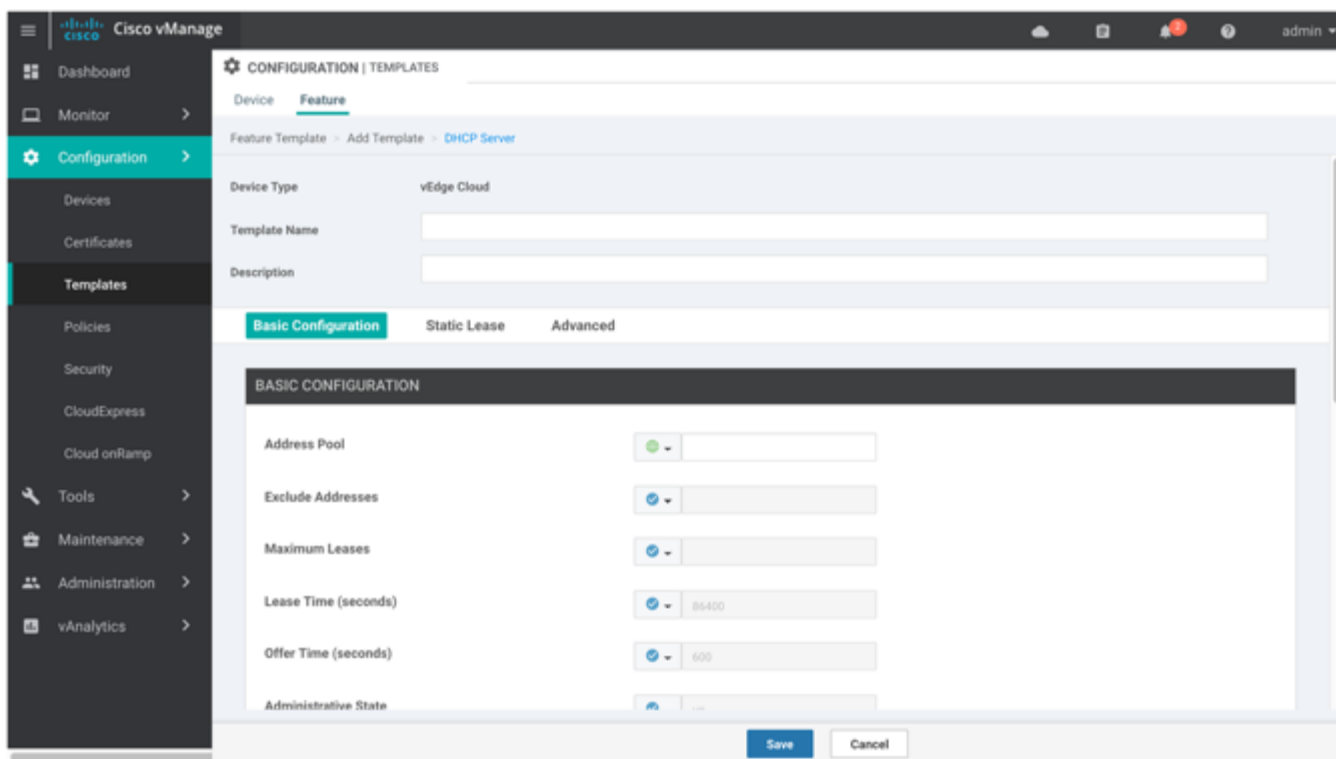 cisco Cisco vManage
admin
Dashboard
Monitor
Configuration
Devices
Certificates
Templates
Policies
Security
CloudExpress
Cloud onRamp
Tools
Maintenance
Administration
vAnalytics
CONFIGURATION | TEMPLATES
Device Feature
Feature Template > Add Template > DHCP Server
Device Type vEdge Cloud
Template Name
Description
Basic Configuration Static Lease Advanced
BASIC CONFIGURATION
Address Pool
Exclude Addresses
Maximum Leases
Lease Time (seconds) 86400
Offer Time (seconds) 600
Administrative State
Save Cancel